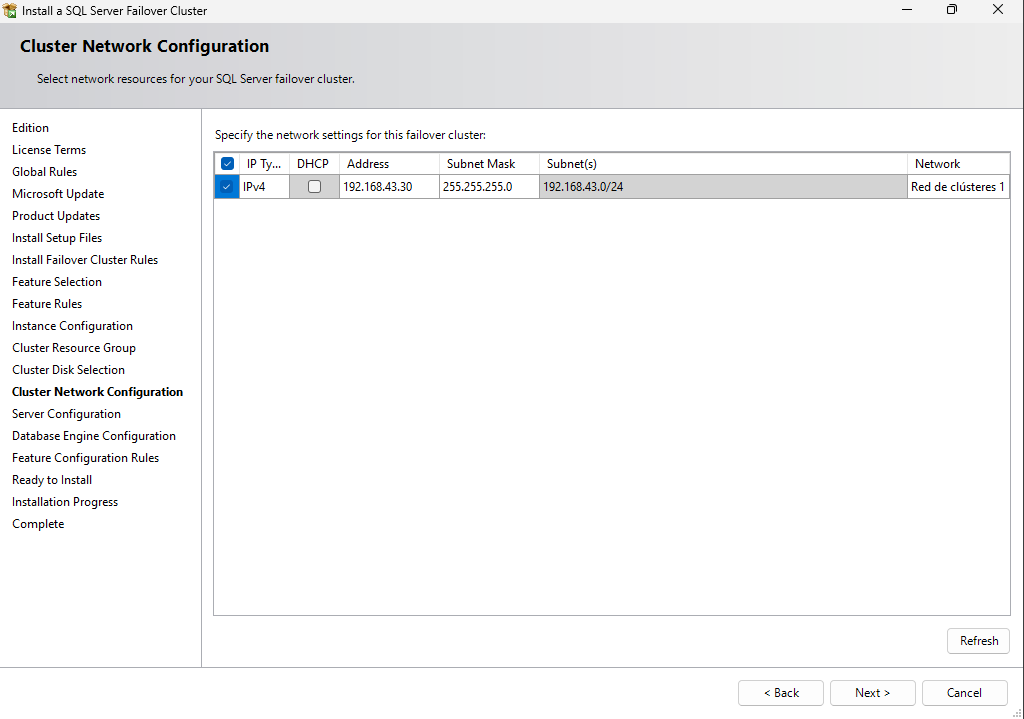 Install a SQL Server Failover Cluster
Cluster Network Configuration
Select network resources for your SQL Server failover cluster.
Edition
License Terms
Global Rules
Microsoft Update
Product Updates
Install Setup Files
Install Failover Cluster Rules
Feature Selection
Feature Rules
Instance Configuration
Cluster Resource Group
Cluster Disk Selection
Cluster Network Configuration
Server Configuration
Database Engine Configuration
Feature Configuration Rules
Ready to Install
Installation Progress
Complete
Specify the network settings for this failover cluster:
IP Ty... DHCP Address Subnet Mask Subnet(s) Network
IPv4 192.168.43.30 255.255.255.0 192.168.43.0/24 Red de clústeres 1
Refresh
< Back Next > Cancel